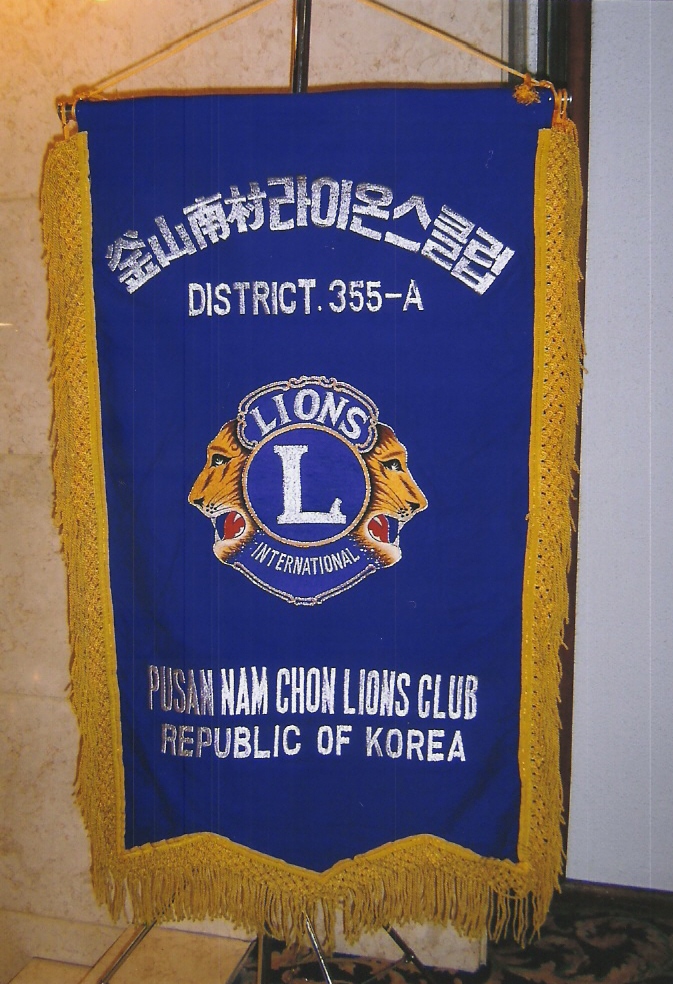 釜山南村라이온스클럽
DISTRICT. 355-A
LIONS
L
INTERNATIONAL
PUSAN NAM CHON LIONS CLUB
REPUBLIC OF KOREA